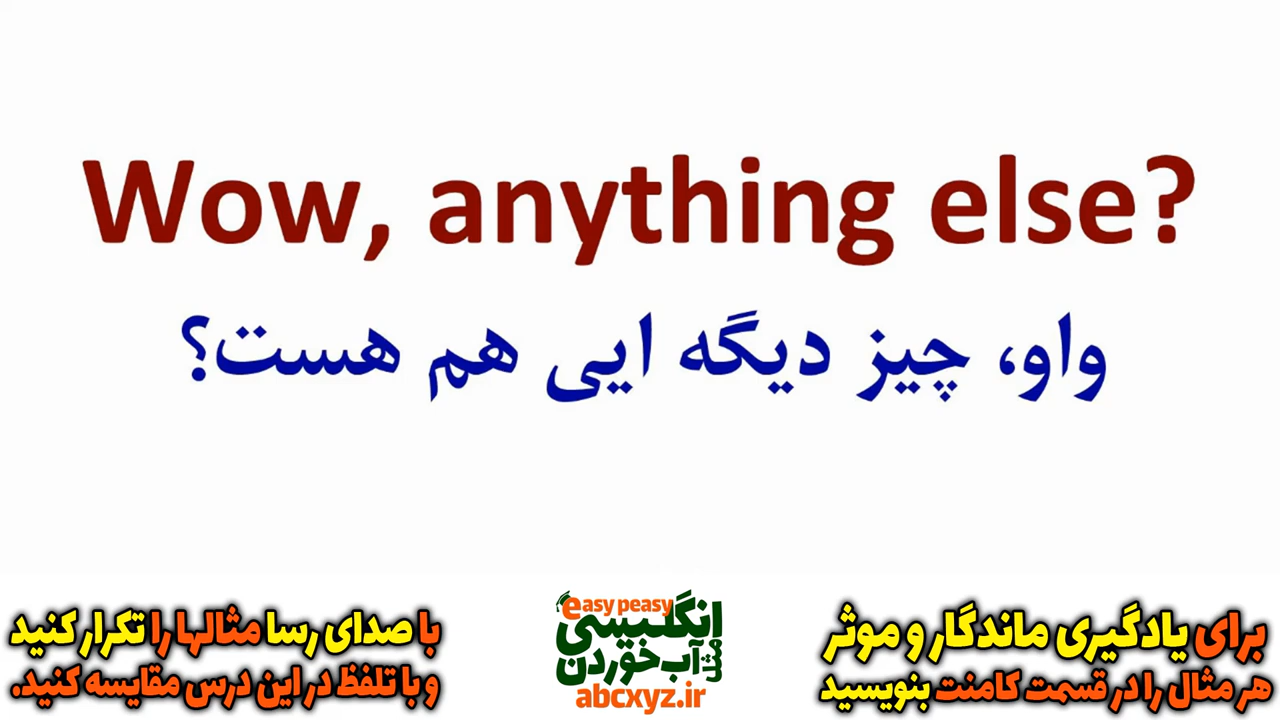 Wow, anything else?
واو، چیز دیگه ایی هم هست؟
برای یادگیری ماندگار و موثر
هر مثال را در قسمت کامنت بنویسید
easy peasy
انگلیسی
مثل آب خوردن
abcxyz.ir
با صدای رسا مثالها را تکرار کنید
و با تلفظ در این درس مقایسه کنید.